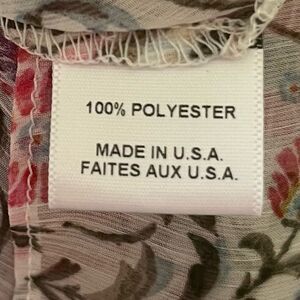 100% POLYESTER
MADE IN U.S.A.
FAITES AUX U.S.A.